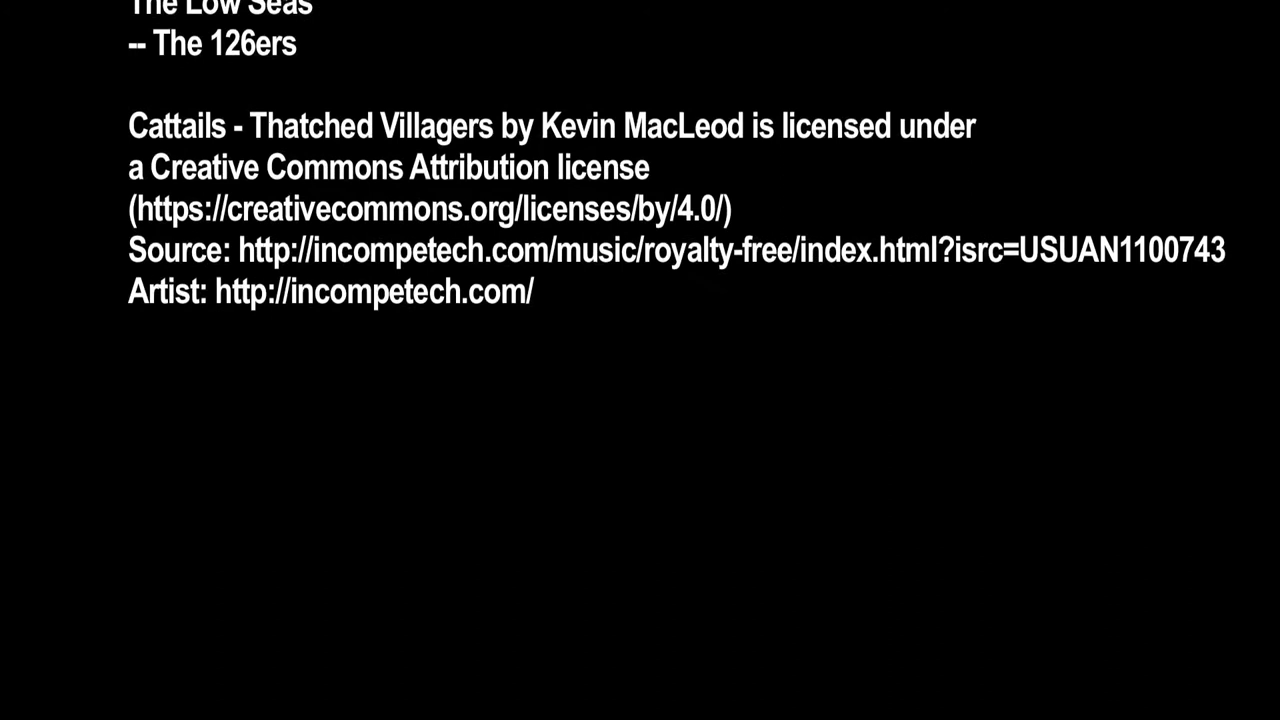 The Low Seas
-- The 126ers
Cattails - Thatched Villagers by Kevin MacLeod is licensed under
a Creative Commons Attribution license
(https://creativecommons.org/licenses/by/4.0/)
Source: http://incompetech.com/music/royalty-free/index.html?isrc=USUAN1100743
Artist: http://incompetech.com/